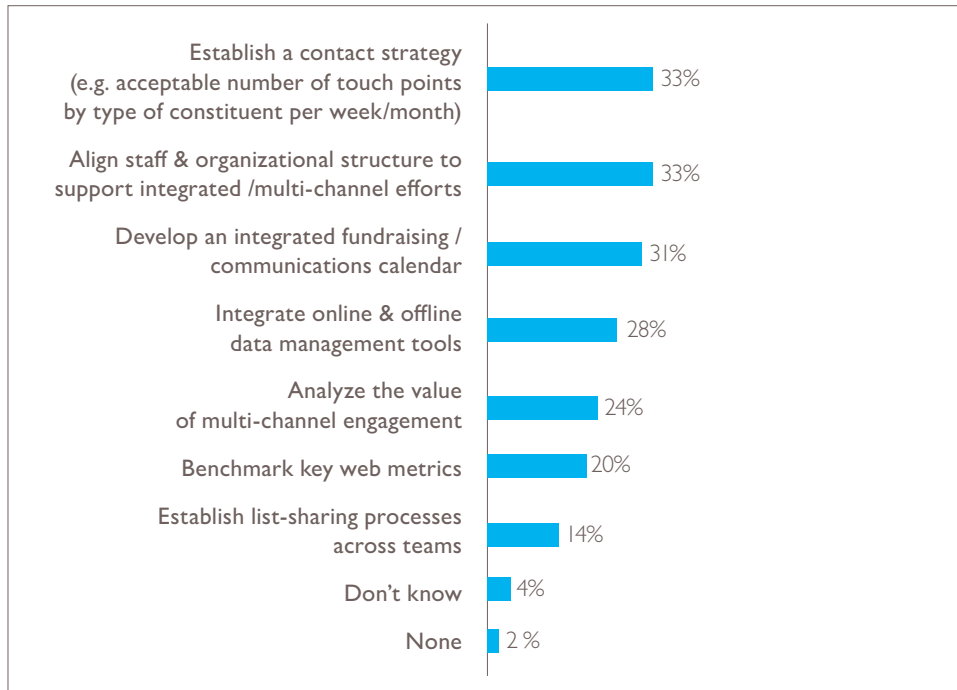 Establish a contact strategy
(e.g. acceptable number of touch points
by type of constituent per week/month)
33%
Align staff & organizational structure to
support integrated /multi-channel efforts
33%
Develop an integrated fundraising /
communications calendar
31%
Integrate online & offline
data management tools
28%
Analyze the value
of multi-channel engagement
24%
Benchmark key web metrics
20%
Establish list-sharing processes
across teams
14%
Don’t know
4%
None
2 %